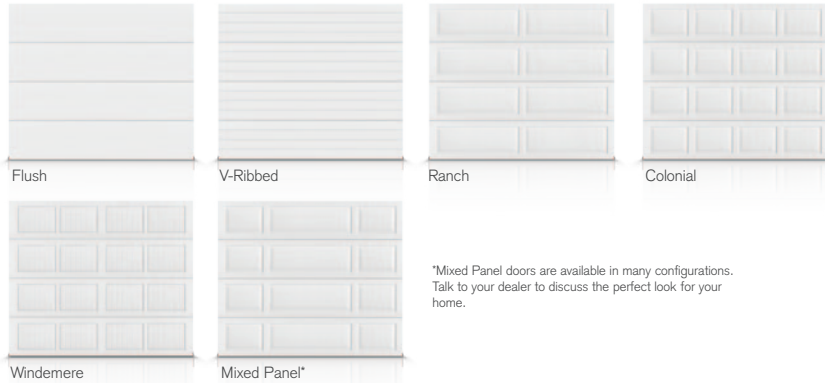 Flush
V-Ribbed
Ranch
Colonial
*Mixed Panel doors are available in many configurations.
Talk to your dealer to discuss the perfect look for your
home.
Windemere
Mixed Panel*